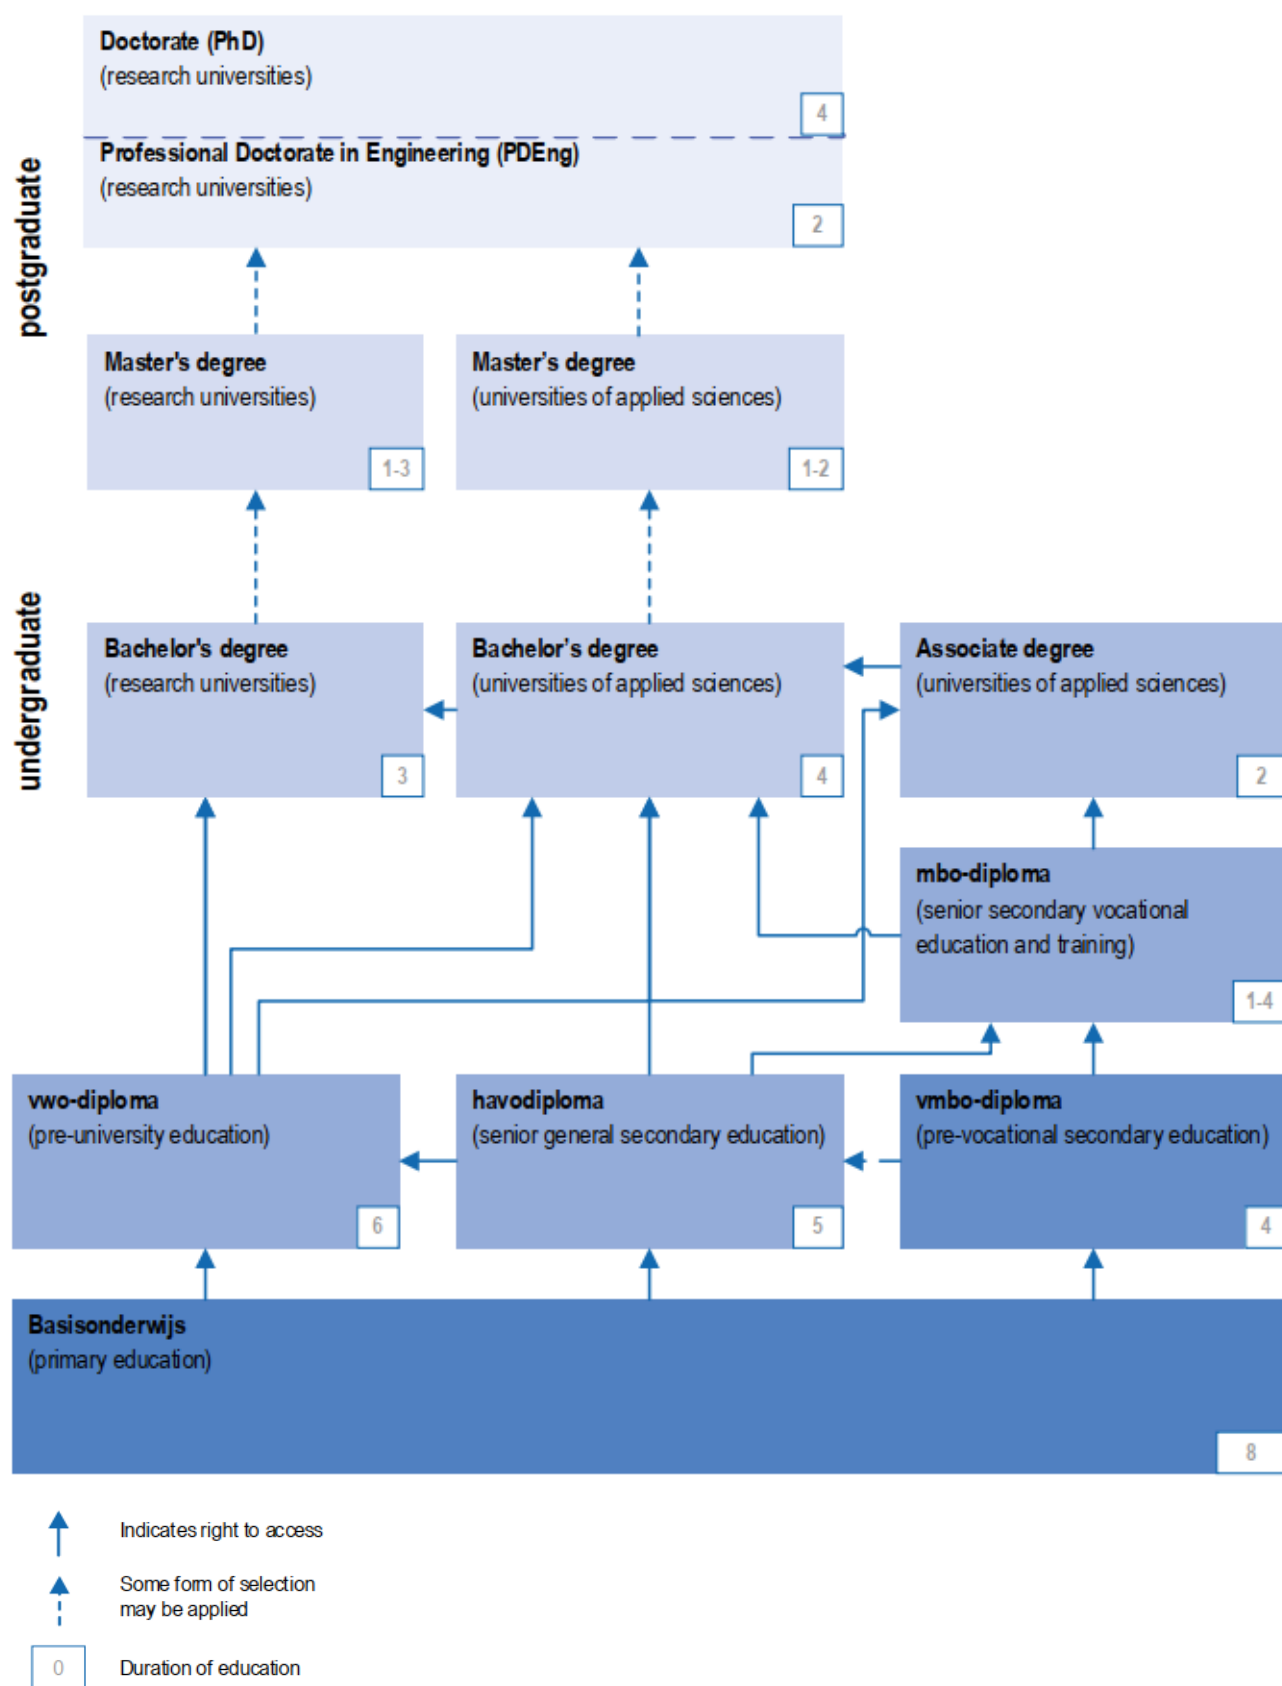 postgraduate
Doctorate (PhD)
(research universities)
4
Professional Doctorate in Engineering (PDEng)
(research universities)
2
Master's degree
(research universities)
1-3
Master's degree
(universities of applied sciences)
1-2
undergraduate
Bachelor's degree
(research universities)
3
Bachelor's degree
(universities of applied sciences)
4
Associate degree
(universities of applied sciences)
2
mbo-diploma
(senior secondary vocational
education and training)
1-4
vwo-diploma
(pre-university education)
6
havodiploma
(senior general secondary education)
5
vmbo-diploma
(pre-vocational secondary education)
4
Basisonderwijs
(primary education)
8
Indicates right to access
Some form of selection
may be applied
0
Duration of education